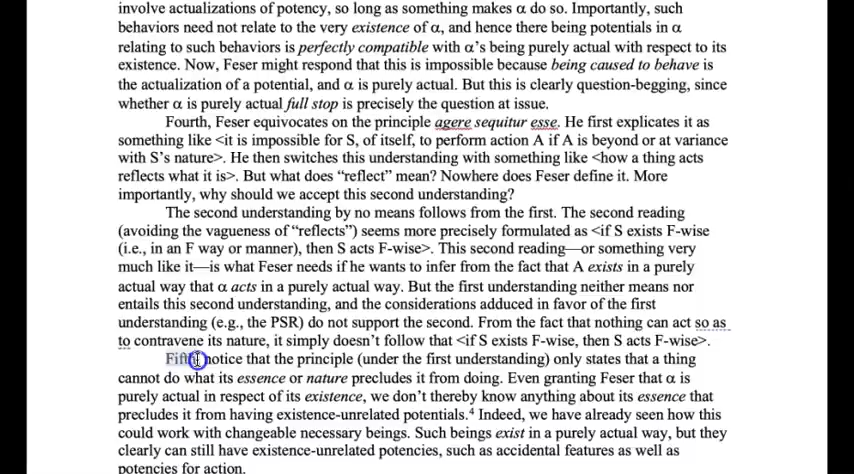 involve actualizations of potency, so long as something makes α do so. Importantly, such
behaviors need not relate to the very existence of α, and hence there being potentials in α
relating to such behaviors is perfectly compatible with α's being purely actual with respect to its
existence. Now, Feser might respond that this is impossible because being caused to behave is
the actualization of a potential, and α is purely actual. But this is clearly question-begging, since
whether α is purely actual full stop is precisely the question at issue.
Fourth, Feser equivocates on the principle agere sequitur esse. He first explicates it as
something like <it is impossible for S, of itself, to perform action A if A is beyond or at variance
with S's nature>. He then switches this understanding with something like <how a thing acts
reflects what it is>. But what does “reflect” mean? Nowhere does Feser define it. More
importantly, why should we accept this second understanding?
The second understanding by no means follows from the first. The second reading
(avoiding the vagueness of “reflects”) seems more precisely formulated as <if S exists F-wise
(i.e., in an F way or manner), then S acts F-wise>. This second reading—or something very
much like it—is what Feser needs if he wants to infer from the fact that A exists in a purely
actual way that α acts in a purely actual way. But the first understanding neither means nor
entails this second understanding, and the considerations adduced in favor of the first
understanding (e.g., the PSR) do not support the second. From the fact that nothing can act so as
to contravene its nature, it simply doesn't follow that <if S exists F-wise, then S acts F-wise>.
Fifth, notice that the principle (under the first understanding) only states that a thing
cannot do what its essence or nature precludes it from doing. Even granting Feser that α is
purely actual in respect of its existence, we don't thereby know anything about its essence that
precludes it from having existence-unrelated potentials.4 Indeed, we have already seen how this
could work with changeable necessary beings. Such beings exist in a purely actual way, but they
clearly can still have existence-unrelated potencies, such as accidental features as well as
potencies for action.